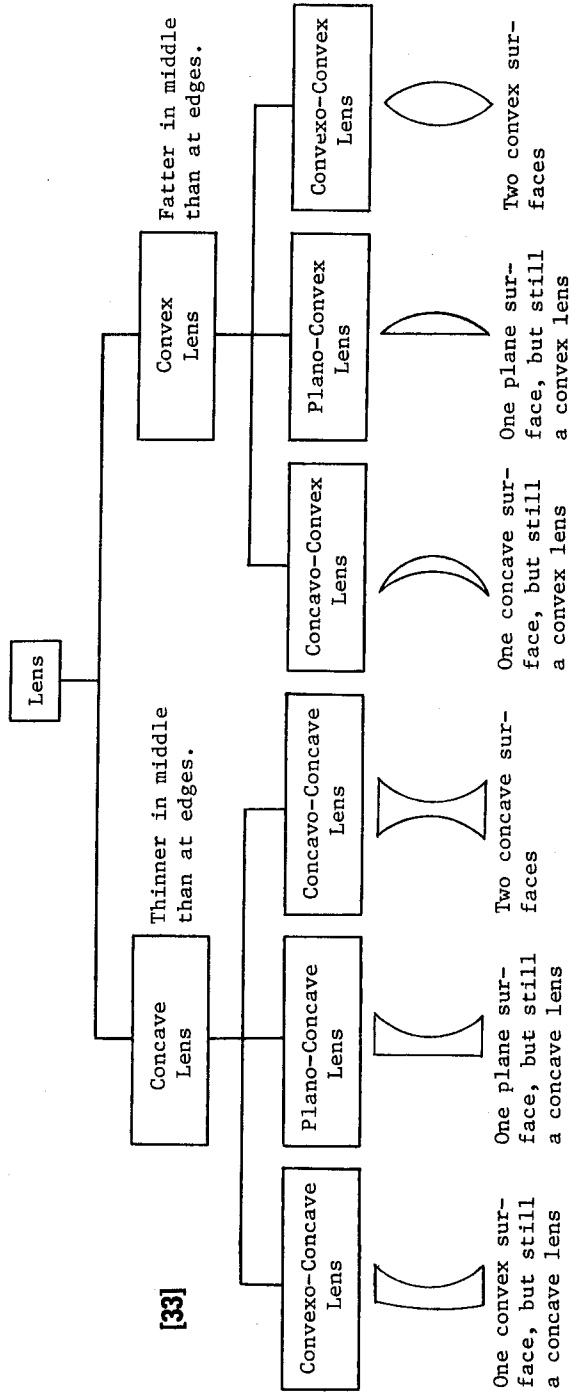 [33]
Lens
Concave
Lens
Thinner in middle
than at edges.
Convex
Lens
Fatter in middle
than at edges.
Convexo-Concave
Lens
Plano-Concave
Lens
Concavo-Concave
Lens
Concavo-Convex
Lens
Plano-Convex
Lens
Convexo-Convex
Lens
One convex sur-
face, but still
a concave lens
One plane sur-
face, but still
a concave lens
Two concave sur-
faces
One concave sur-
face, but still
a convex lens
One plane sur-
face, but still
a convex lens
Two convex sur-
faces